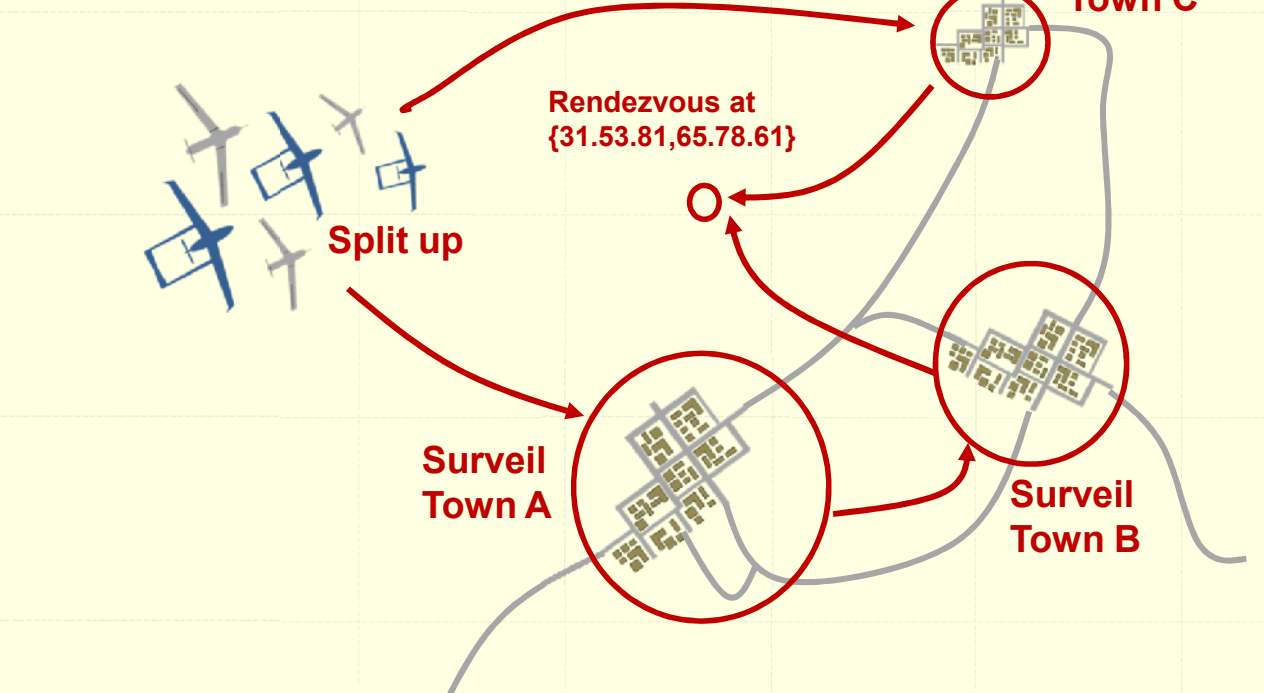 Town C
Rendezvous at
{31.53.81,65.78.61}
Split up
Surveil
Town A
Surveil
Town B